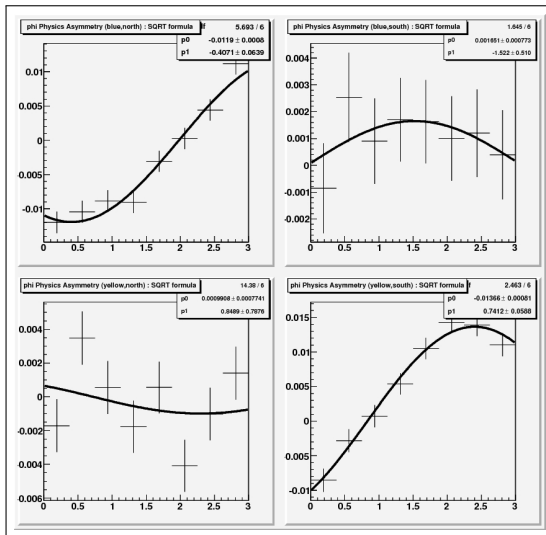 phi Physics Asymmetry (blue,north) : SQRT formula
5.693 / 6
p0 -0.0119 ± 0.0008
p1 -0.4071 ± 0.0639
0.01
0.005
0
-0.005
-0.01
0 0.5 1 1.5 2 2.5 3
phi Physics Asymmetry (blue,south) : SQRT formula
1.645 / 6
p0 0.001651 ± 0.000773
p1 -1.522 ± 0.510
0.004
0.003
0.002
0.001
0
-0.001
-0.002
0 0.5 1 1.5 2 2.5 3
phi Physics Asymmetry (yellow,north) : SQRT formula
14.38 / 6
p0 0.0009908 ± 0.0007741
p1 0.8489 ± 0.7876
0.004
0.002
0
-0.002
-0.004
-0.006
0 0.5 1 1.5 2 2.5 3
phi Physics Asymmetry (yellow,south) : SQRT formula
2.463 / 6
p0 -0.01366 ± 0.00081
p1 0.7412 ± 0.0588
0.015
0.01
0.005
0
-0.005
-0.01
0 0.5 1 1.5 2 2.5 3